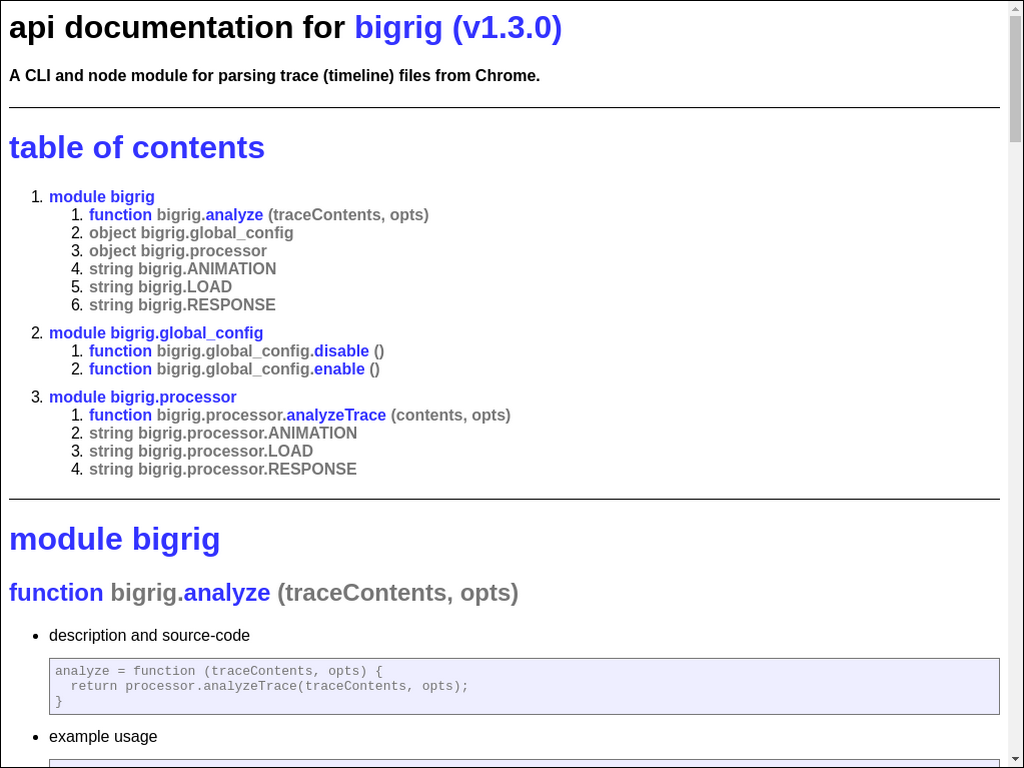 api documentation for bigrig (v1.3.0)
A CLI and node module for parsing trace (timeline) files from Chrome.
table of contents
1. module bigrig
1. function bigrig.analyze (traceContents, opts)
2. object bigrig.global_config
3. object bigrig.processor
4. string bigrig.ANIMATION
5. string bigrig.LOAD
6. string bigrig.RESPONSE
2. module bigrig.global_config
1. function bigrig.global_config.disable ()
2. function bigrig.global_config.enable ()
3. module bigrig.processor
1. function bigrig.processor.analyzeTrace (contents, opts)
2. string bigrig.processor.ANIMATION
3. string bigrig.processor.LOAD
4. string bigrig.processor.RESPONSE
module bigrig
function bigrig.analyze (traceContents, opts)
• description and source-code
analyze = function (traceContents, opts) {
  return processor.analyzeTrace(traceContents, opts);
}
• example usage